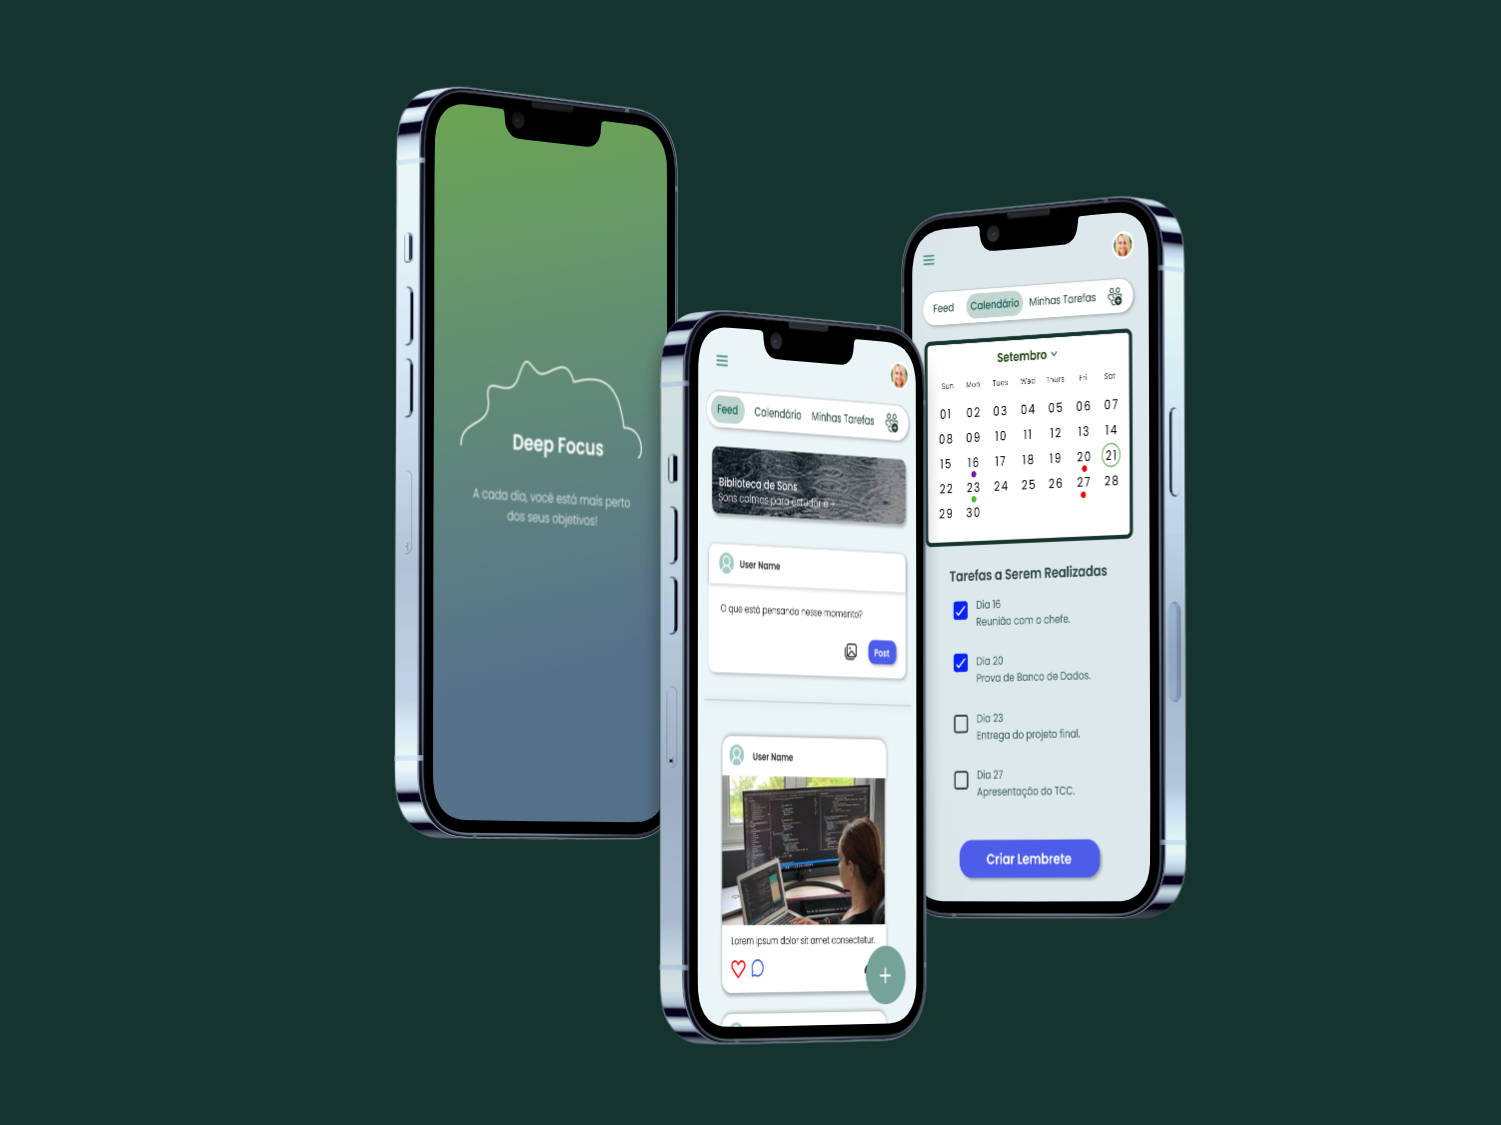 Deep Focus
A cada dia, você está mais perto
dos seus objetivos!
Feed Calendário Minhas Tarefas
Biblioteca de Sons
Sons calmos para estudar e →
User Name
O que está pensando nesse momento?
Post
User Name
Lorem ipsum dolor sit amet consectetur.
+
Feed Calendário Minhas Tarefas
Setembro
Sun Mon Tues Wed Thurs Fri Sat
01 02 03 04 05 06 07
08 09 10 11 12 13 14
15 16 17 18 19 20 21
22 23 24 25 26 27 28
29 30
Tarefas a Serem Realizadas
Dia 16
Reunião com o chefe.
Dia 20
Prova de Banco de Dados.
Dia 23
Entrega do projeto final.
Dia 27
Apresentação do TCC.
Criar Lembrete